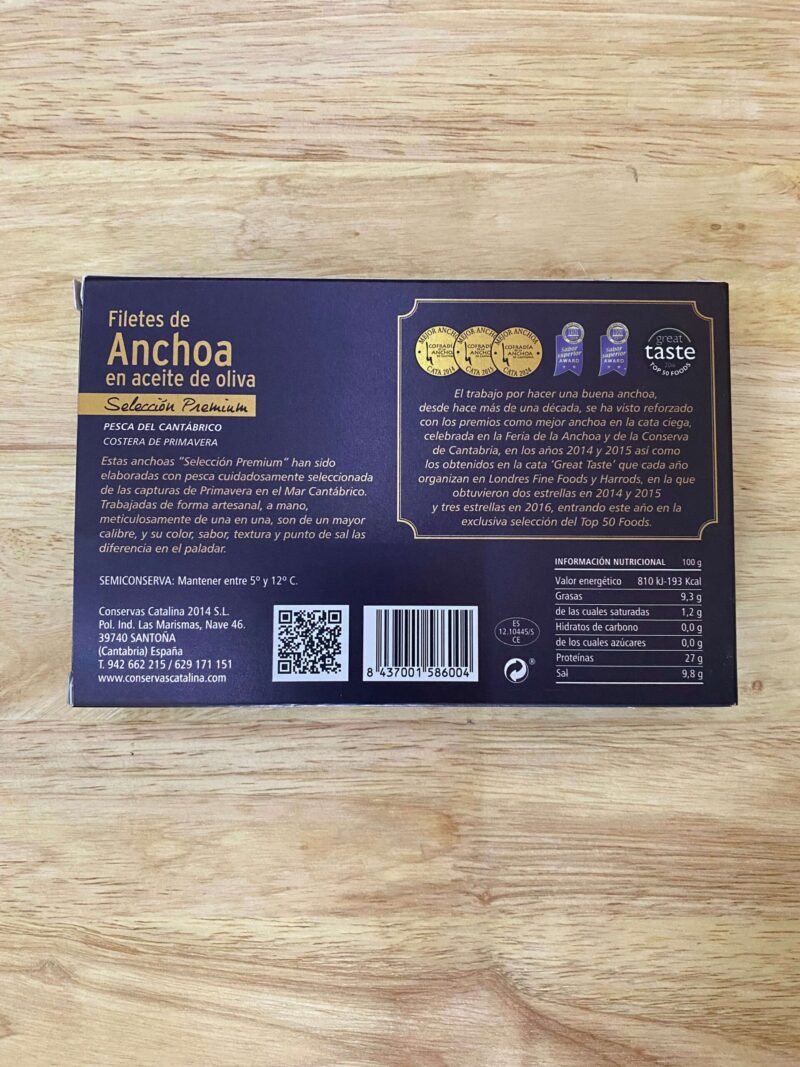 Filetes de
Anchoa
en aceite de oliva
Selección Premium
PESCA DEL CANTÁBRICO
COSTERA DE PRIMAVERA
Estas anchoas "Selección Premium" han sido
elaboradas con pesca cuidadosamente seleccionada
de las capturas de Primavera en el Mar Cantábrico.
Trabajadas de forma artesanal, a mano,
meticulosamente de una en una, son de un mayor
calibre, y su color, sabor, textura y punto de sal las
diferencia en el paladar.
SEMICONSERVA: Mantener entre 5º y 12º C.
Conservas Catalina 2014 S.L.
Pol. Ind. Las Marismas, Nave 46.
39740 SANTOÑA
(Cantabria) España
T. 942 662 215 / 629 171 151
www.conservascatalina.com
8 437001 586004
MEJOR ANCHOA
COFRADÍA
ANCHOA
CATA 2014
MEJOR ANCHOA
COFRADÍA
ANCHOA
CATA 2015
MEJOR ANCHOA
COFRADÍA
ANCHOA
CATA 2024
Sabor
superior
AWARD
Sabor
superior
AWARD
great
taste
TOP 50 FOODS
El trabajo por hacer una buena anchoa,
desde hace más de una década, se ha visto reforzado
con los premios como mejor anchoa en la cata ciega,
celebrada en la Feria de la Anchoa y de la Conserva
de Cantabria, en los años 2014 y 2015 así como
los obtenidos en la cata 'Great Taste' que cada año
organizan en Londres Fine Foods y Harrods, en la que
obtuvieron dos estrellas en 2014 y 2015
y tres estrellas en 2016, entrando este año en la
exclusiva selección del Top 50 Foods.
ES
12.10445/S
CE
INFORMACIÓN NUTRICIONAL 100 g
Valor energético 810 kJ-193 Kcal
Grasas 9,3 g
de las cuales saturadas 1,2 g
Hidratos de carbono 0,0 g
de los cuales azúcares 0,0 g
Proteínas 27 g
Sal 9,8 g